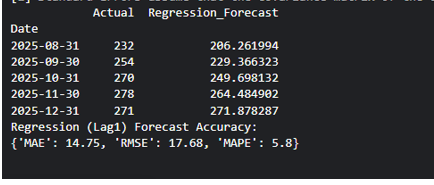 Actual Regression_Forecast
Date
2025-08-31 232 206.261994
2025-09-30 254 229.366323
2025-10-31 270 249.698132
2025-11-30 278 264.484902
2025-12-31 271 271.878287
Regression (Lag1) Forecast Accuracy:
{'MAE': 14.75, 'RMSE': 17.68, 'MAPE': 5.8}